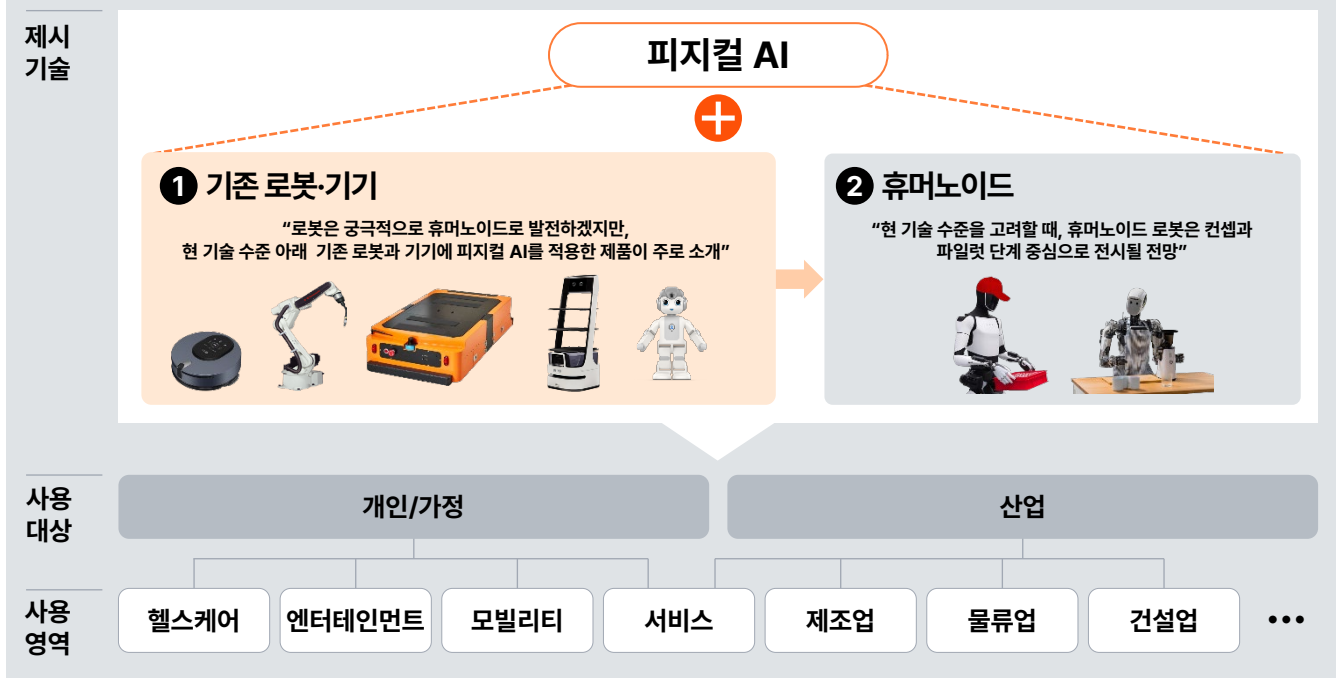 제시
기술
피지컬 AI
1 기존 로봇·기기
“로봇은 궁극적으로 휴머노이드로 발전하겠지만,
현 기술 수준 아래 기존 로봇과 기기에 피지컬 AI를 적용한 제품이 주로 소개”
2 휴머노이드
“현 기술 수준을 고려할 때, 휴머노이드 로봇은 컨셉과
파일럿 단계 중심으로 전시될 전망”
사용
대상
개인/가정
산업
사용
영역
헬스케어
엔터테인먼트
모빌리티
서비스
제조업
물류업
건설업
•••